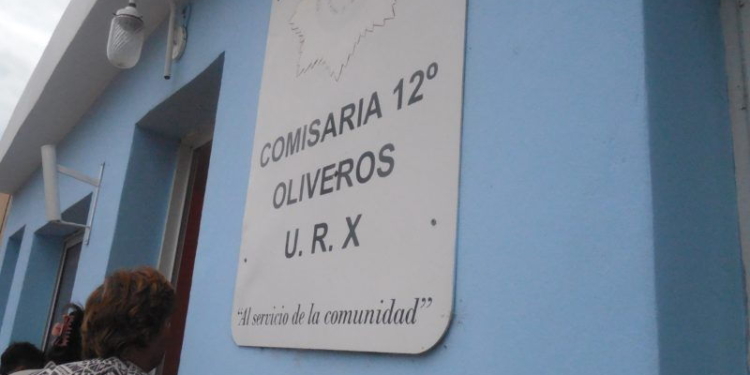 COMISARIA 12º
OLIVEROS
U. R. X
“Al servicio de la comunidad”